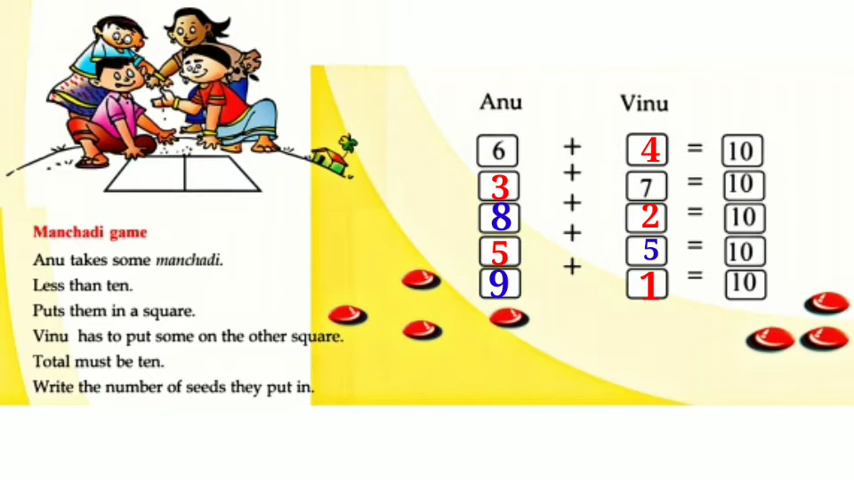 Anu Vinu
6 + 4 = 10
3 + 7 = 10
8 + 2 = 10
5 + 5 = 10
9 + 1 = 10
Manchadi game
Anu takes some manchadi.
Less than ten.
Puts them in a square.
Vinu has to put some on the other square.
Total must be ten.
Write the number of seeds they put in.